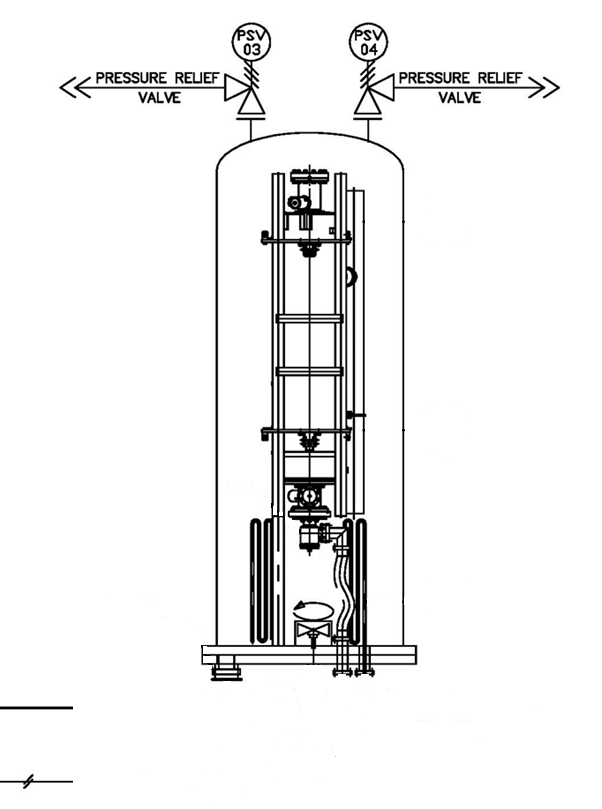 PSV
03
PSV
04
PRESSURE RELIEF
VALVE
PRESSURE RELIEF
VALVE